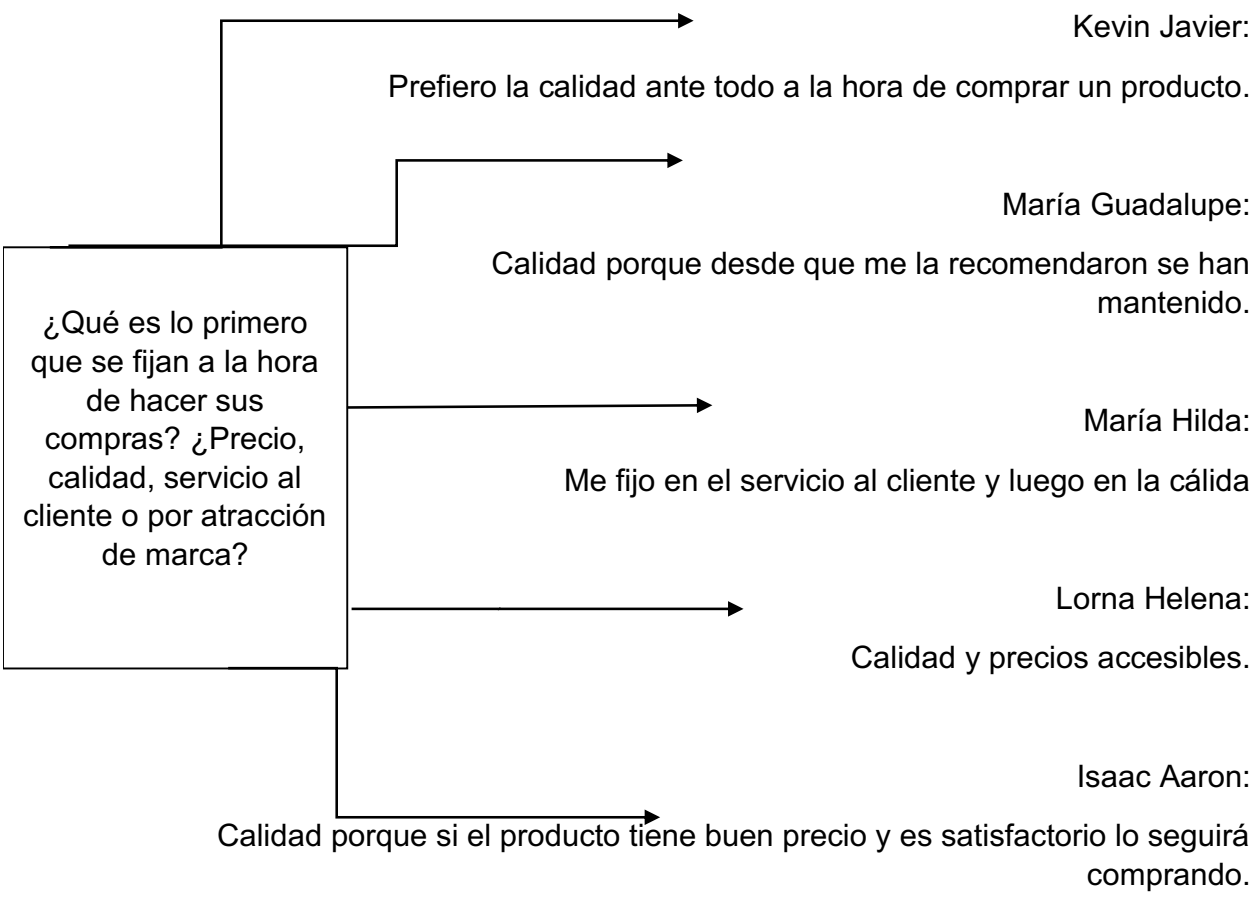 ¿Qué es lo primero
que se fijan a la hora
de hacer sus
compras? ¿Precio,
calidad, servicio al
cliente o por atracción
de marca?
Kevin Javier:
Prefiero la calidad ante todo a la hora de comprar un producto.
María Guadalupe:
Calidad porque desde que me la recomendaron se han
mantenido.
María Hilda:
Me fijo en el servicio al cliente y luego en la cálida
Lorna Helena:
Calidad y precios accesibles.
Isaac Aaron:
Calidad porque si el producto tiene buen precio y es satisfactorio lo seguirá
comprando.